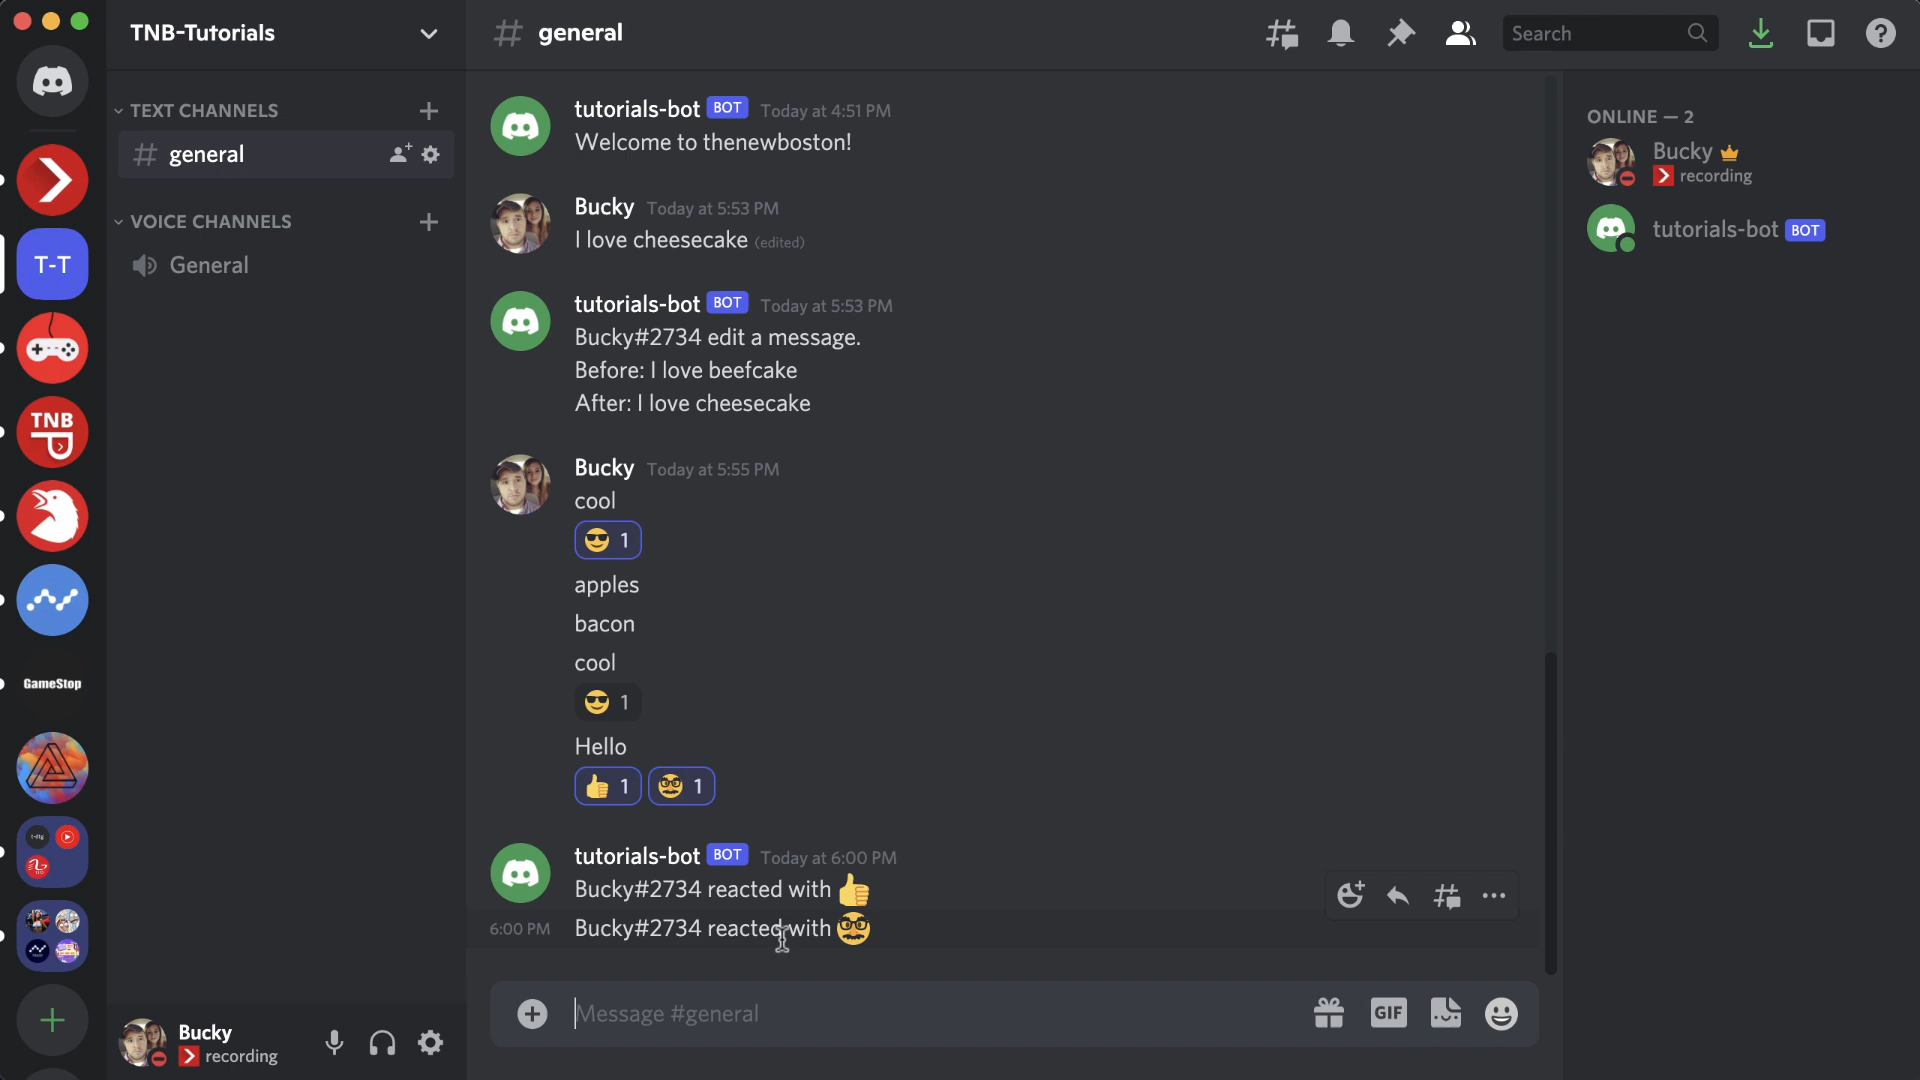 TNB-Tutorials
general
Search
TEXT CHANNELS
general
VOICE CHANNELS
General
T-T
TNB
GameStop
tutorials-bot BOT Today at 4:51 PM
Welcome to thenewboston!
Bucky Today at 5:53 PM
I love cheesecake (edited)
tutorials-bot BOT Today at 5:53 PM
Bucky#2734 edit a message.
Before: I love beefcake
After: I love cheesecake
Bucky Today at 5:55 PM
cool
1
apples
bacon
cool
1
Hello
1 1
tutorials-bot BOT Today at 6:00 PM
Bucky#2734 reacted with
6:00 PM Bucky#2734 reacted with
Message #general
GIF
Bucky
recording
ONLINE — 2
Bucky
recording
tutorials-bot BOT